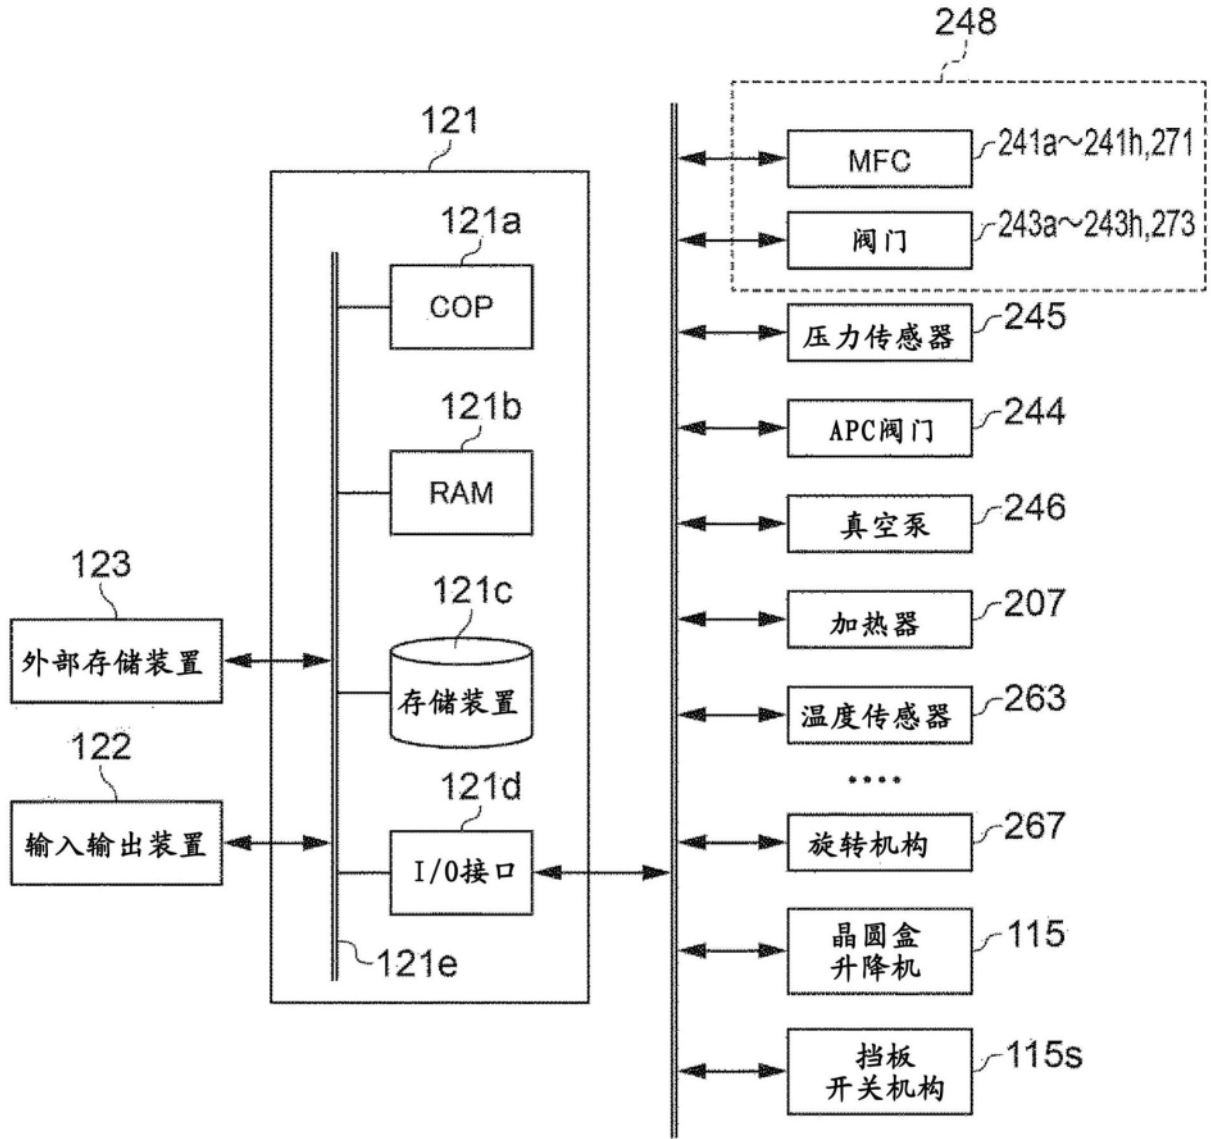 248
MFC
241a~241h,271
阀门
243a~243h,273
压力传感器
245
APC阀门
244
真空泵
246
加热器
207
温度传感器
263
....
旋转机构
267
晶圆盒
升降机
115
挡板
开关机构
115s
121
121a
COP
121b
RAM
121c
存储装置
121d
I/O接口
121e
123
外部存储装置
122
输入输出装置